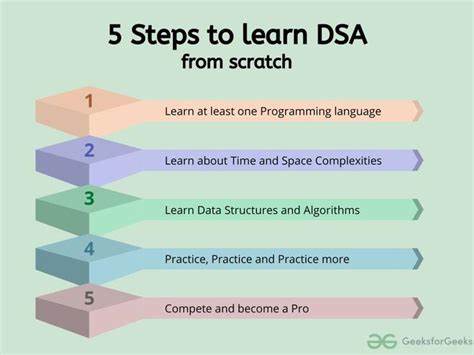 5 Steps to learn DSA
from scratch
1
Learn at least one Programming language
2
Learn about Time and Space Complexities
3
Learn Data Structures and Algorithms
4
Practice, Practice and Practice more
5
Compete and become a Pro
GeeksforGeeks